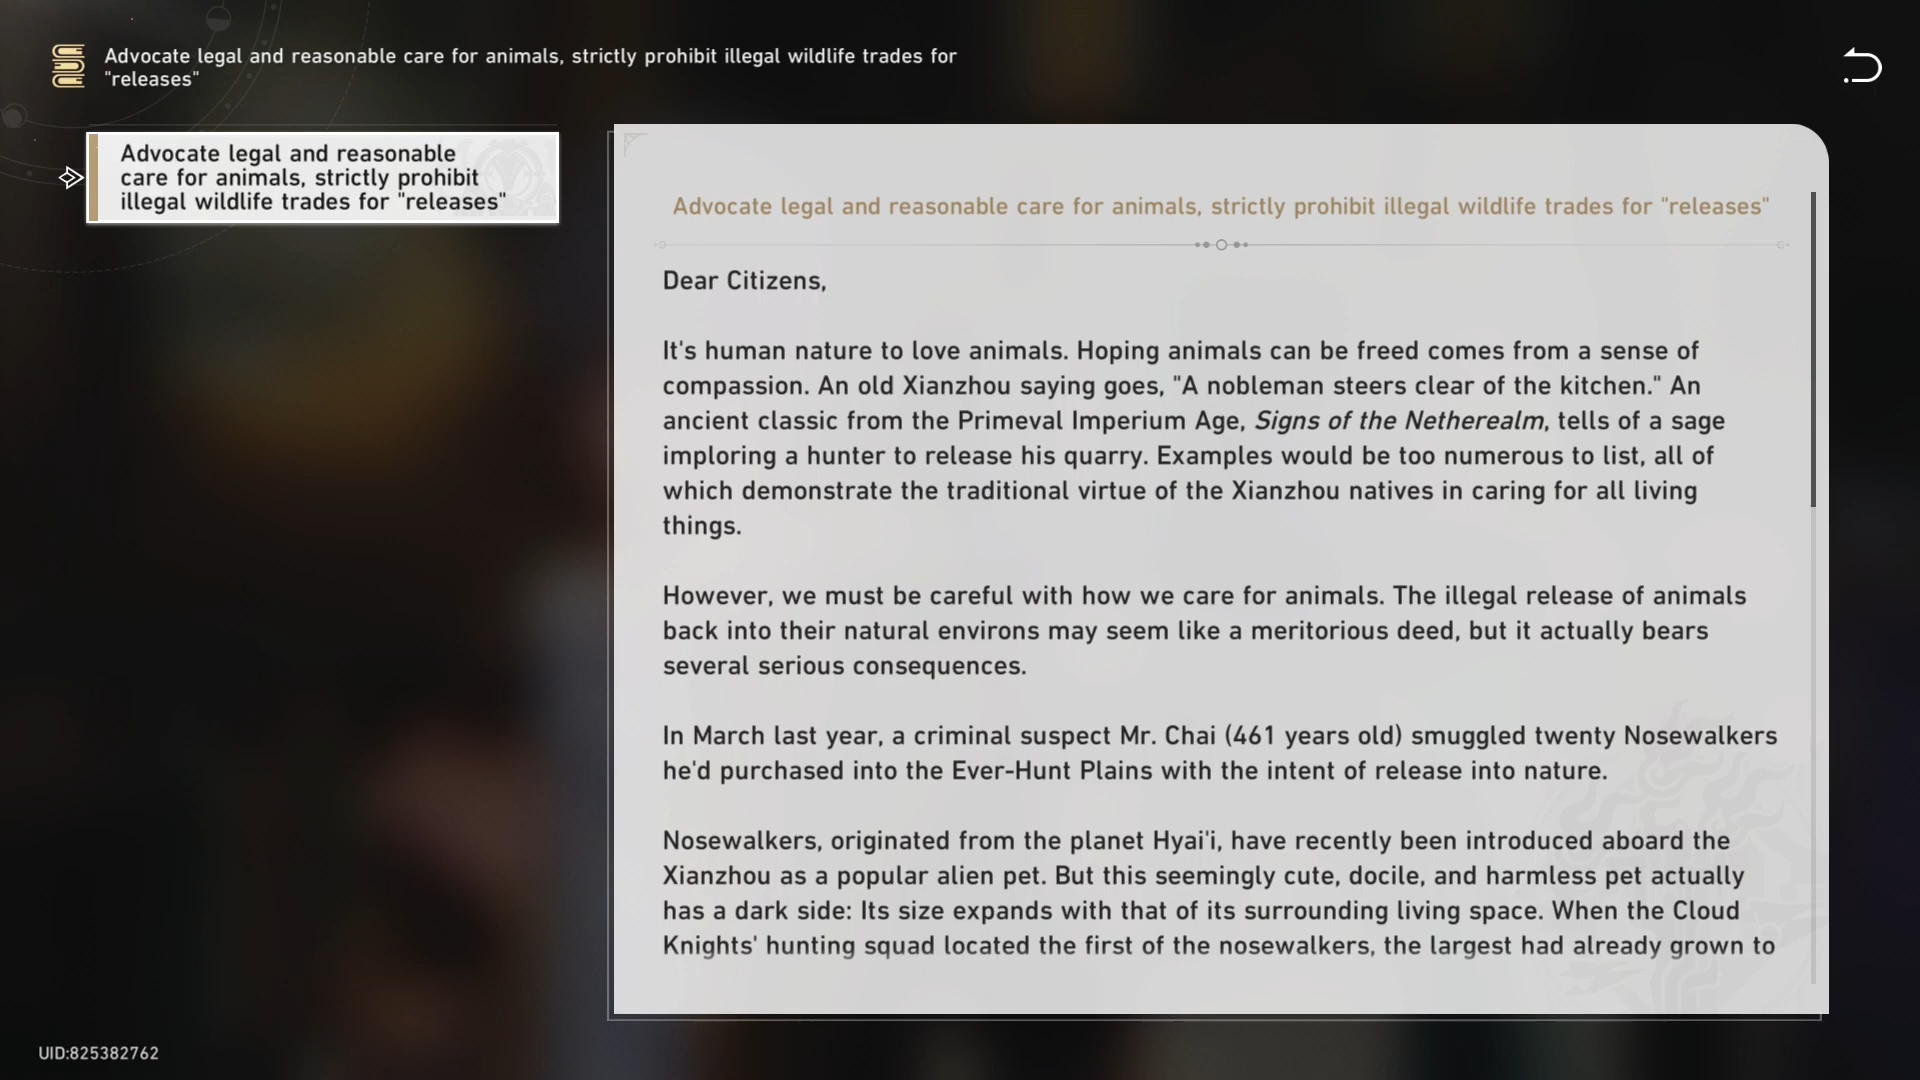 Advocate legal and reasonable care for animals, strictly prohibit illegal wildlife trades for
"releases"
Advocate legal and reasonable
care for animals, strictly prohibit
illegal wildlife trades for "releases"
Advocate legal and reasonable care for animals, strictly prohibit illegal wildlife trades for "releases"
Dear Citizens,
It's human nature to love animals. Hoping animals can be freed comes from a sense of
compassion. An old Xianzhou saying goes, "A nobleman steers clear of the kitchen." An
ancient classic from the Primeval Imperium Age, Signs of the Netherealm, tells of a sage
imploring a hunter to release his quarry. Examples would be too numerous to list, all of
which demonstrate the traditional virtue of the Xianzhou natives in caring for all living
things.
However, we must be careful with how we care for animals. The illegal release of animals
back into their natural environs may seem like a meritorious deed, but it actually bears
several serious consequences.
In March last year, a criminal suspect Mr. Chai (461 years old) smuggled twenty Nosewalkers
he'd purchased into the Ever-Hunt Plains with the intent of release into nature.
Nosewalkers, originated from the planet Hyai'i, have recently been introduced aboard the
Xianzhou as a popular alien pet. But this seemingly cute, docile, and harmless pet actually
has a dark side: Its size expands with that of its surrounding living space. When the Cloud
Knights' hunting squad located the first of the nosewalkers, the largest had already grown to
UID:825382762